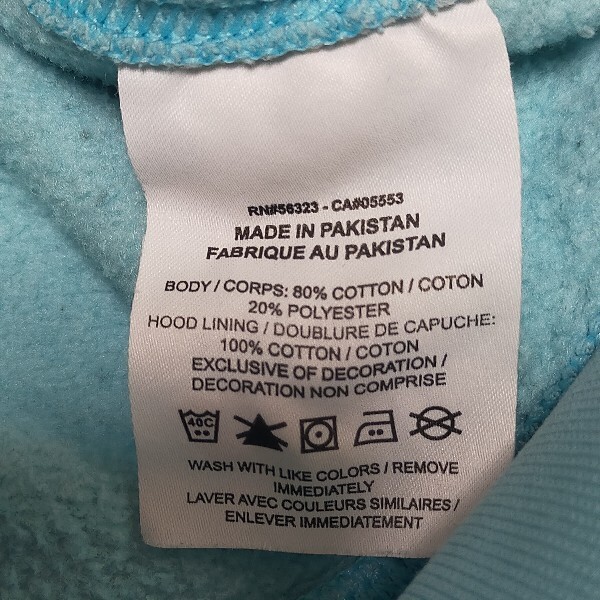 RN#56323 - CA#05553
MADE IN PAKISTAN
FABRIQUE AU PAKISTAN
BODY / CORPS: 80% COTTON / COTON
20% POLYESTER
HOOD LINING / DOUBLURE DE CAPUCHE:
100% COTTON / COTON
EXCLUSIVE OF DECORATION /
DECORATION NON COMPRISE
40C
WASH WITH LIKE COLORS / REMOVE
IMMEDIATELY
LAVER AVEC COULEURS SIMILAIRES /
ENLEVER IMMEDIATEMENT